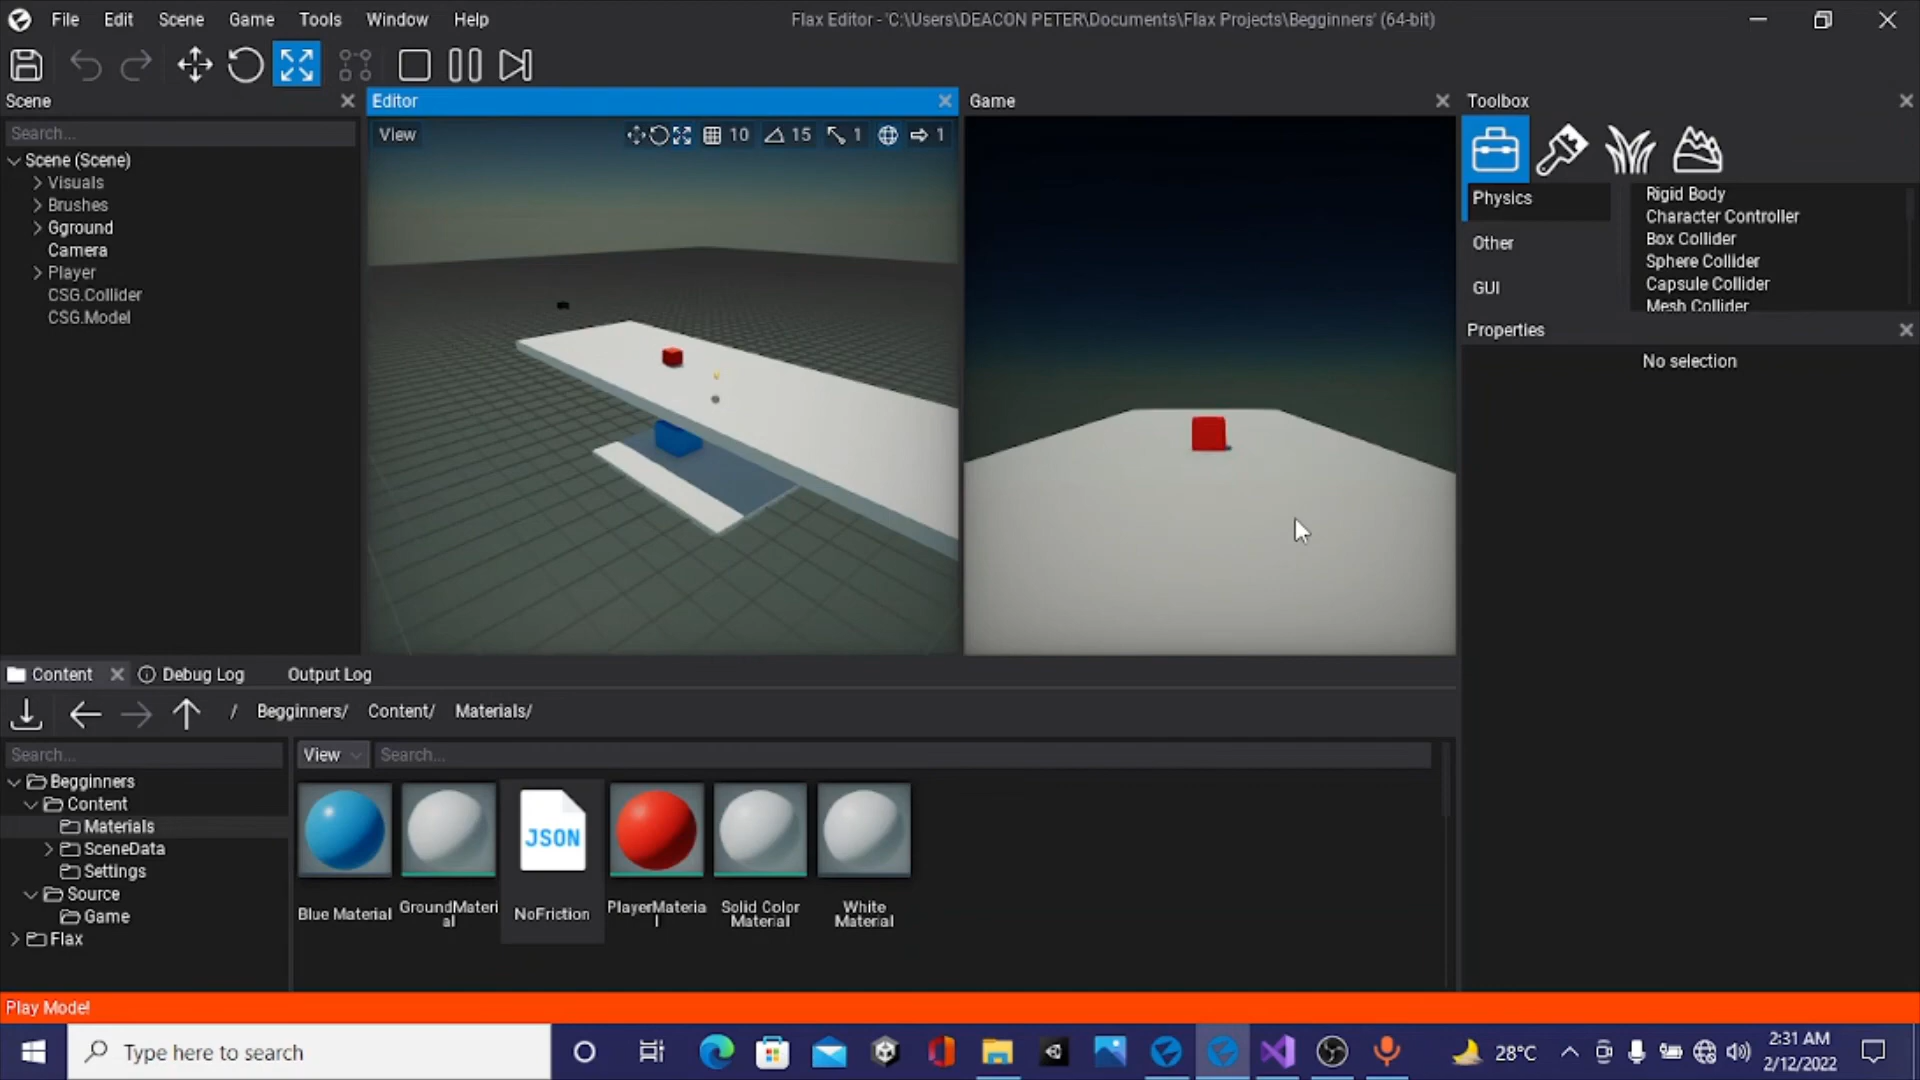 File Edit Scene Game Tools Window Help
Flax Editor - 'C:\Users\DEACON PETER\Documents\Flax Projects\Begginners' (64-bit)
Scene
Search...
Scene (Scene)
Visuals
Brushes
Gground
Camera
Player
CSG.Collider
CSG.Model
Editor
View 10 15 1 1
Game
Toolbox
Physics
Other
GUI
Rigid Body
Character Controller
Box Collider
Sphere Collider
Capsule Collider
Mesh Collider
Properties
No selection
Content Debug Log Output Log
/ Begginners/ Content/ Materials/
Search...
Begginners
Content
Materials
SceneData
Settings
Source
Game
Flax
View Search...
JSON
Blue Material
GroundMateri
al
NoFriction
PlayerMateria
l
Solid Color
Material
White
Material
Play Mode!
Type here to search
28°C
2:31 AM
2/12/2022